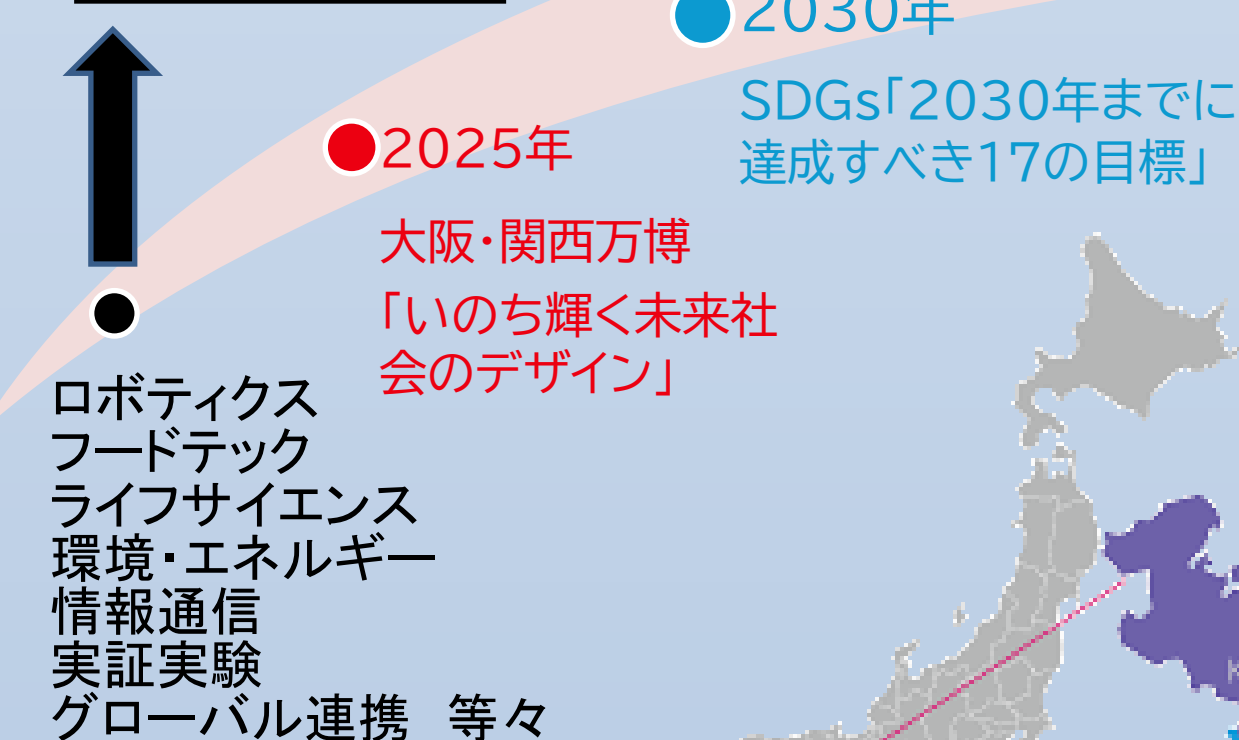 2030年
SDGs「2030年までに
達成すべき17の目標」
2025年
大阪・関西万博
「いのち輝く未来社
会のデザイン」
ロボティクス
フードテック
ライフサイエンス
環境・エネルギー
情報通信
実証実験
グローバル連携　等々